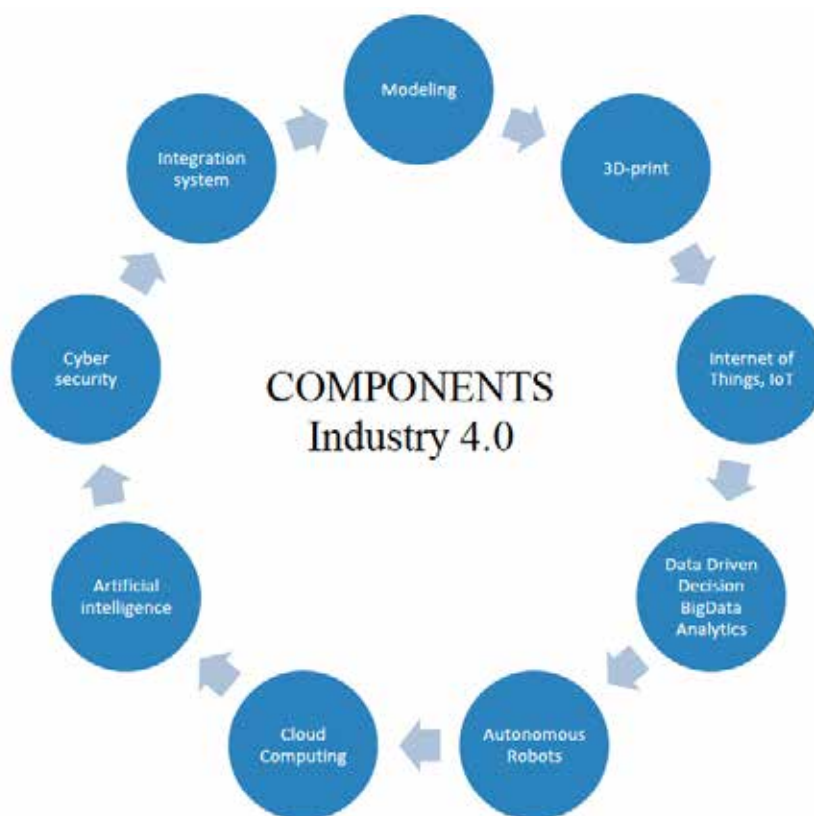 Modeling
3D-print
Internet of
Things, IoT
Data Driven
Decision
BigData
Analytics
Autonomous
Robots
Cloud
Computing
Artificial
intelligence
Cyber
security
Integration
system
COMPONENTS
Industry 4.0